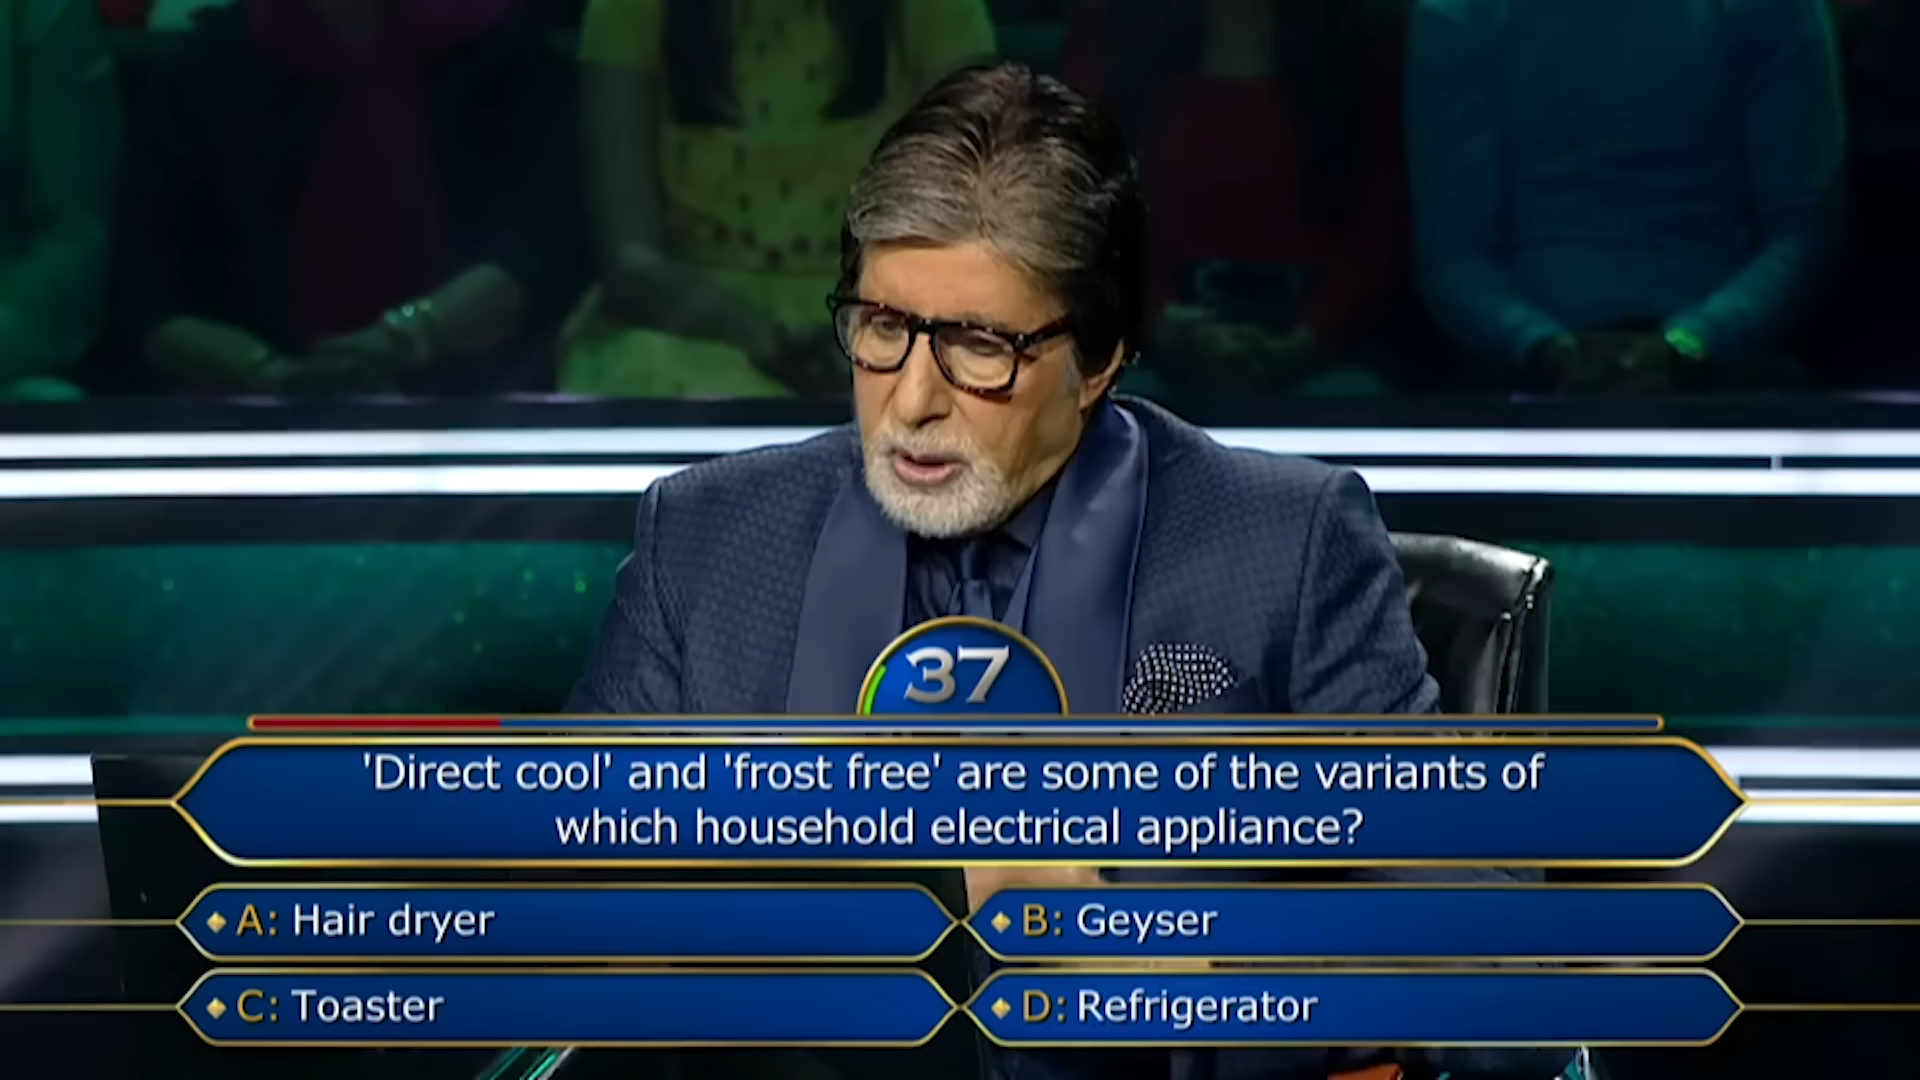 37
'Direct cool' and 'frost free' are some of the variants of
which household electrical appliance?
A: Hair dryer
B: Geyser
C: Toaster
D: Refrigerator